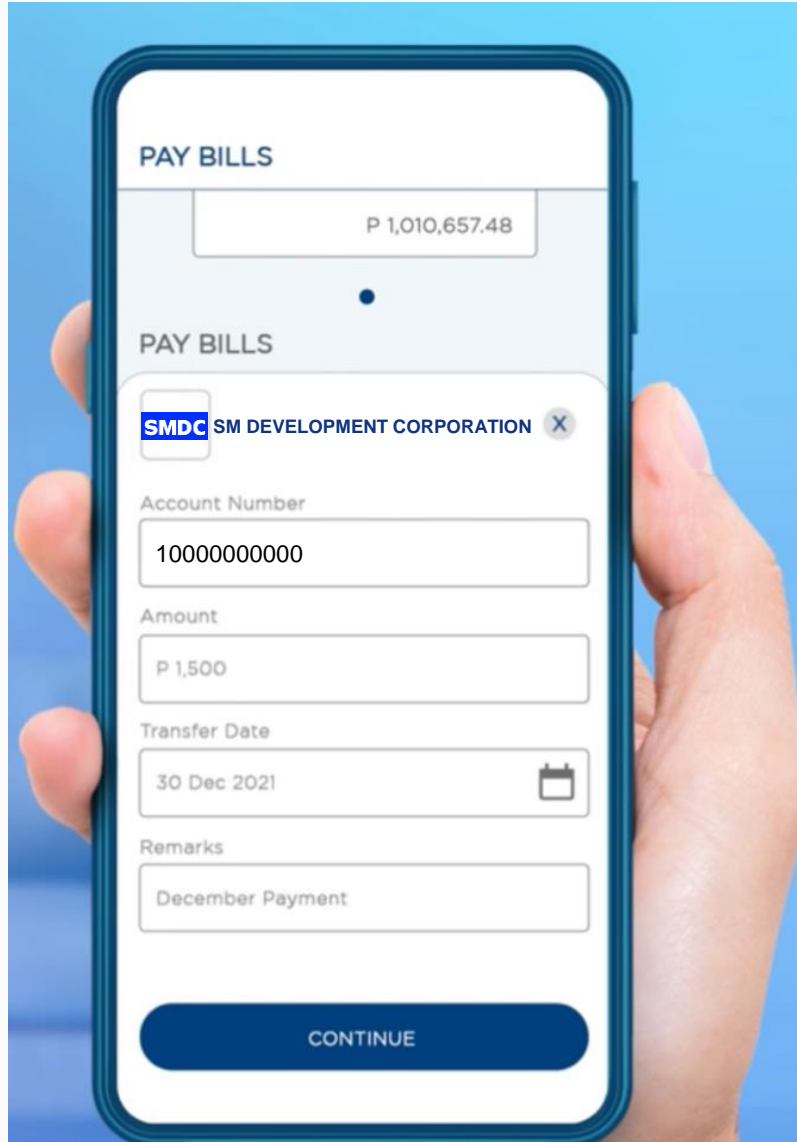 PAY BILLS
P 1,010,657.48
PAY BILLS
SMDC SM DEVELOPMENT CORPORATION X
Account Number
10000000000
Amount
P 1,500
Transfer Date
30 Dec 2021
Remarks
December Payment
CONTINUE